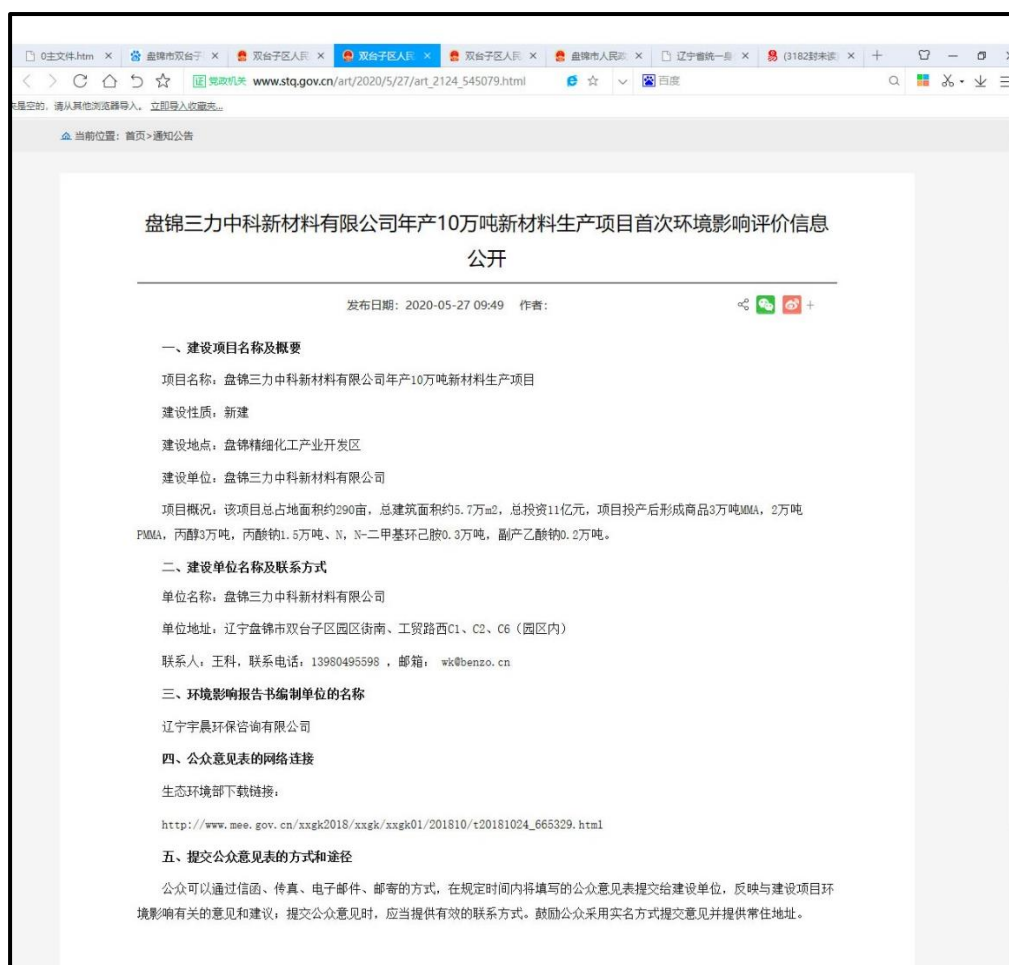 0主文件.htm
盘锦市双台子
双台子区人民
双台子区人民
双台子区人民
盘锦市人民政
辽宁省统一身
(3182封未读
党政机关 www.stq.gov.cn/art/2020/5/27/art_2124_545079.html
百度
夹是空的，请从其他浏览器导入。 立即导入收藏夹...
当前位置：首页>通知公告
盘锦三力中科新材料有限公司年产10万吨新材料生产项目首次环境影响评价信息
公开
发布日期：2020-05-27 09:49 作者：
一、建设项目名称及概要
项目名称：盘锦三力中科新材料有限公司年产10万吨新材料生产项目
建设性质：新建
建设地点：盘锦精细化工产业开发区
建设单位：盘锦三力中科新材料有限公司
项目概况：该项目总占地面积约290亩，总建筑面积约5.7万m2，总投资11亿元，项目投产后形成商品3万吨MMA，2万吨
PMMA，丙醇3万吨，丙酸钠1.5万吨、N，N-二甲基环己胺0.3万吨，副产乙酸钠0.2万吨。
二、建设单位名称及联系方式
单位名称：盘锦三力中科新材料有限公司
单位地址：辽宁盘锦市双台子区园区街南、工贸路西C1、C2、C6（园区内）
联系人：王科，联系电话：13980495598 ，邮箱： wk@benzo.cn
三、环境影响报告书编制单位的名称
辽宁宇晨环保咨询有限公司
四、公众意见表的网络连接
生态环境部下载链接：
http://www.mee.gov.cn/xxgk2018/xxgk/xxgk01/201810/t20181024_665329.html
五、提交公众意见表的方式和途径
公众可以通过信函、传真、电子邮件、邮寄的方式，在规定时间内将填写的公众意见表提交给建设单位，反映与建设项目环
境影响有关的意见和建议；提交公众意见时，应当提供有效的联系方式。鼓励公众采用实名方式提交意见并提供常住地址。